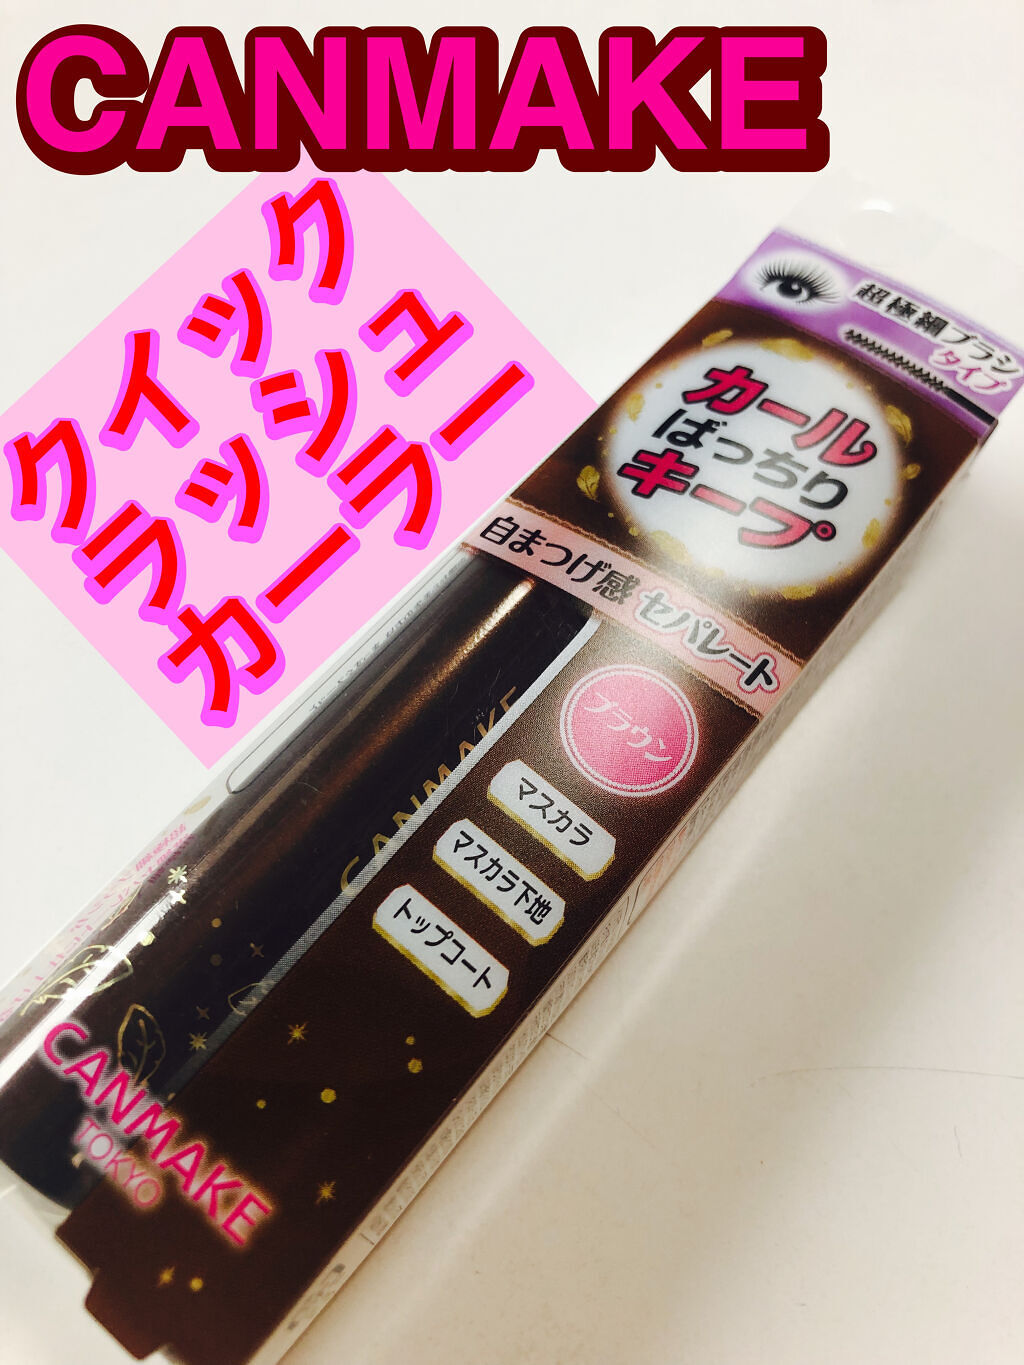 CANMAKE
クイック
ラッシュ
カーラー
超極細ブラシ
タイプ
カール
ばっちり
キープ
自まつげ感 セパレート
ブラウン
マスカラ
マスカラ下地
トップコート
CANMAKE
CANMAKE
TOKYO